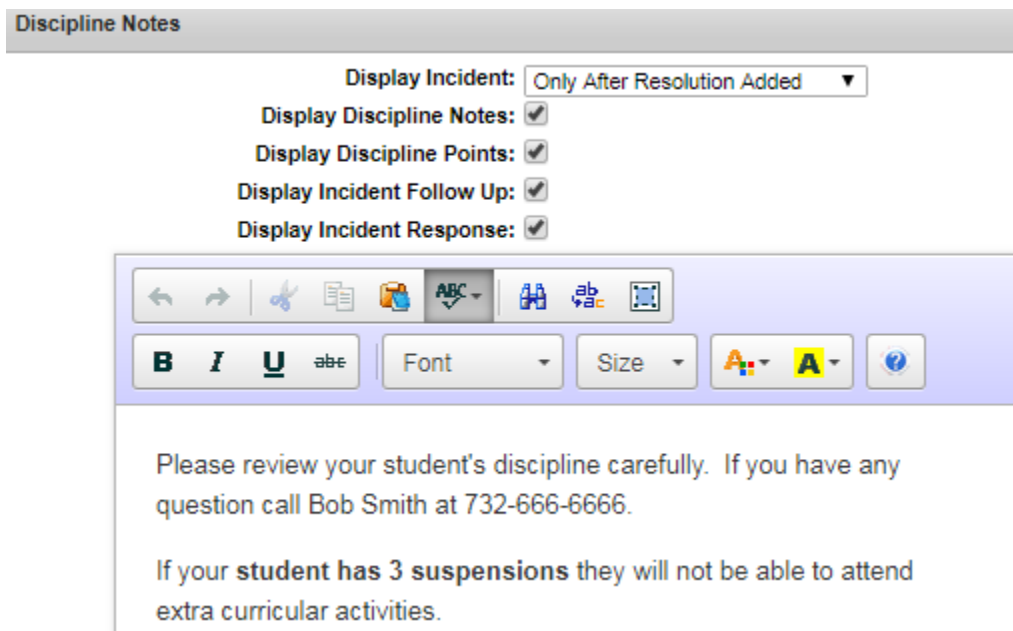 Discipline Notes
Display Incident: Only After Resolution Added
Display Discipline Notes:
Display Discipline Points:
Display Incident Follow Up:
Display Incident Response:
ABC ab ac
B I U abc Font Size A A ?
Please review your student's discipline carefully.  If you have any
question call Bob Smith at 732-666-6666.
If your student has 3 suspensions they will not be able to attend
extra curricular activities.